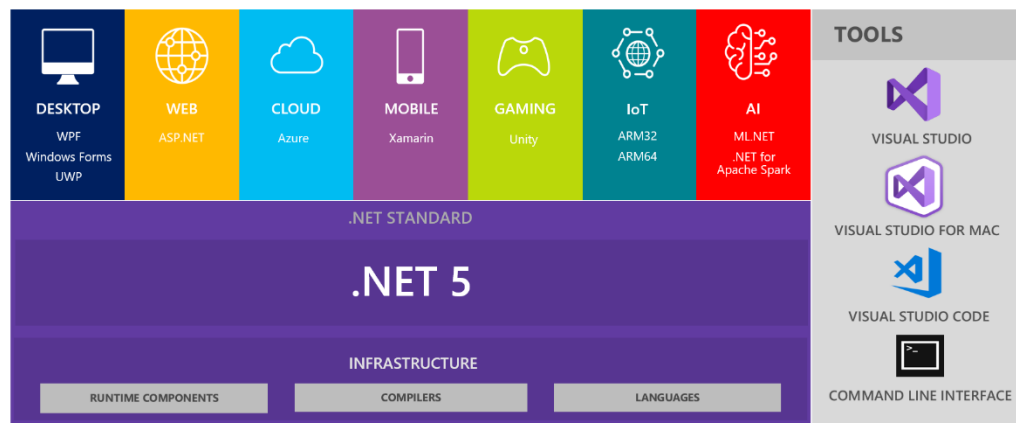 DESKTOP
WPF
Windows Forms
UWP
WEB
ASP.NET
CLOUD
Azure
MOBILE
Xamarin
GAMING
Unity
IoT
ARM32
ARM64
AI
ML.NET
.NET for
Apache Spark
.NET STANDARD
.NET 5
INFRASTRUCTURE
RUNTIME COMPONENTS
COMPILERS
LANGUAGES
TOOLS
VISUAL STUDIO
VISUAL STUDIO FOR MAC
VISUAL STUDIO CODE
>_
COMMAND LINE INTERFACE